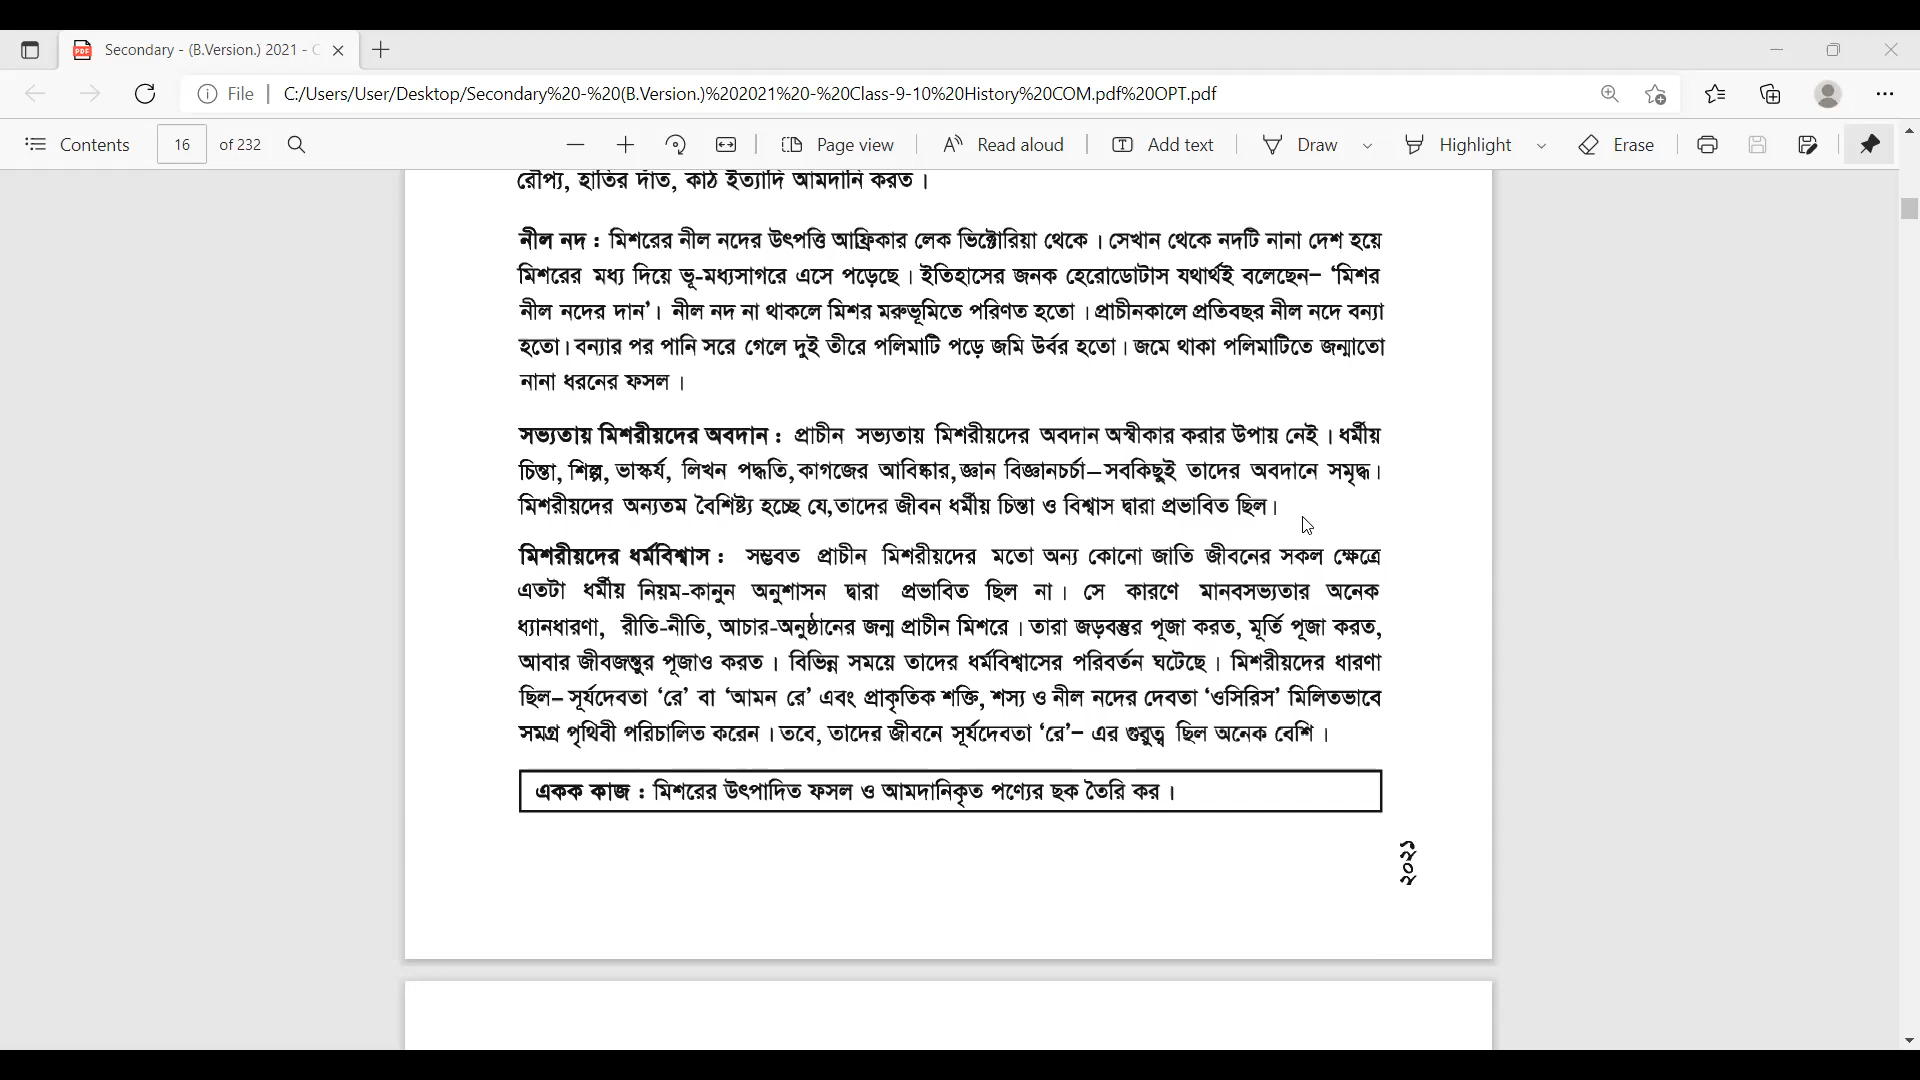 Secondary - (B.Version.) 2021 -
File
C:/Users/User/Desktop/Secondary%20-%20(B.Version.)%202021%20-%20Class-9-10%20History%20COM.pdf%20OPT.pdf
Contents 16 of 232 Page view Read aloud Add text Draw Highlight Erase
রৌপ্য, হাতির দাঁত, কাঠ ইত্যাদি আমদানি করত।
নীল নদ : মিশরের নীল নদের উৎপত্তি আফ্রিকার লেক ভিক্টোরিয়া থেকে। সেখান থেকে নদটি নানা দেশ হয়ে
মিশরের মধ্য দিয়ে ভূ-মধ্যসাগরে এসে পড়েছে। ইতিহাসের জনক হেরোডোটাস যথার্থই বলেছেন– ‘মিশর
নীল নদের দান’। নীল নদ না থাকলে মিশর মরুভূমিতে পরিণত হতো। প্রাচীনকালে প্রতিবছর নীল নদে বন্যা
হতো। বন্যার পর পানি সরে গেলে দুই তীরে পলিমাটি পড়ে জমি উর্বর হতো। জমে থাকা পলিমাটিতে জন্মাতো
নানা ধরনের ফসল।
সভ্যতায় মিশরীয়দের অবদান : প্রাচীন সভ্যতায় মিশরীয়দের অবদান অস্বীকার করার উপায় নেই। ধর্মীয়
চিন্তা, শিল্প, ভাস্কর্য, লিখন পদ্ধতি, কাগজের আবিষ্কার, জ্ঞান বিজ্ঞানচর্চা–সবকিছুই তাদের অবদানে সমৃদ্ধ।
মিশরীয়দের অন্যতম বৈশিষ্ট্য হচ্ছে যে, তাদের জীবন ধর্মীয় চিন্তা ও বিশ্বাস দ্বারা প্রভাবিত ছিল।
মিশরীয়দের ধর্মবিশ্বাস : সম্ভবত প্রাচীন মিশরীয়দের মতো অন্য কোনো জাতি জীবনের সকল ক্ষেত্রে
এতটা ধর্মীয় নিয়ম-কানুন অনুশাসন দ্বারা প্রভাবিত ছিল না। সে কারণে মানবসভ্যতার অনেক
ধ্যানধারণা, রীতি-নীতি, আচার-অনুষ্ঠানের জন্ম প্রাচীন মিশরে। তারা জড়বস্তুর পূজা করত, মূর্তি পূজা করত,
আবার জীবজন্তুর পূজাও করত। বিভিন্ন সময়ে তাদের ধর্মবিশ্বাসের পরিবর্তন ঘটেছে। মিশরীয়দের ধারণা
ছিল– সূর্যদেবতা ‘রে’ বা ‘আমন রে’ এবং প্রাকৃতিক শক্তি, শস্য ও নীল নদের দেবতা ‘ওসিরিস’ মিলিতভাবে
সমগ্র পৃথিবী পরিচালিত করেন। তবে, তাদের জীবনে সূর্যদেবতা ‘রে’– এর গুরুত্ব ছিল অনেক বেশি।
একক কাজ : মিশরের উৎপাদিত ফসল ও আমদানিকৃত পণ্যের ছক তৈরি কর।
২০২১